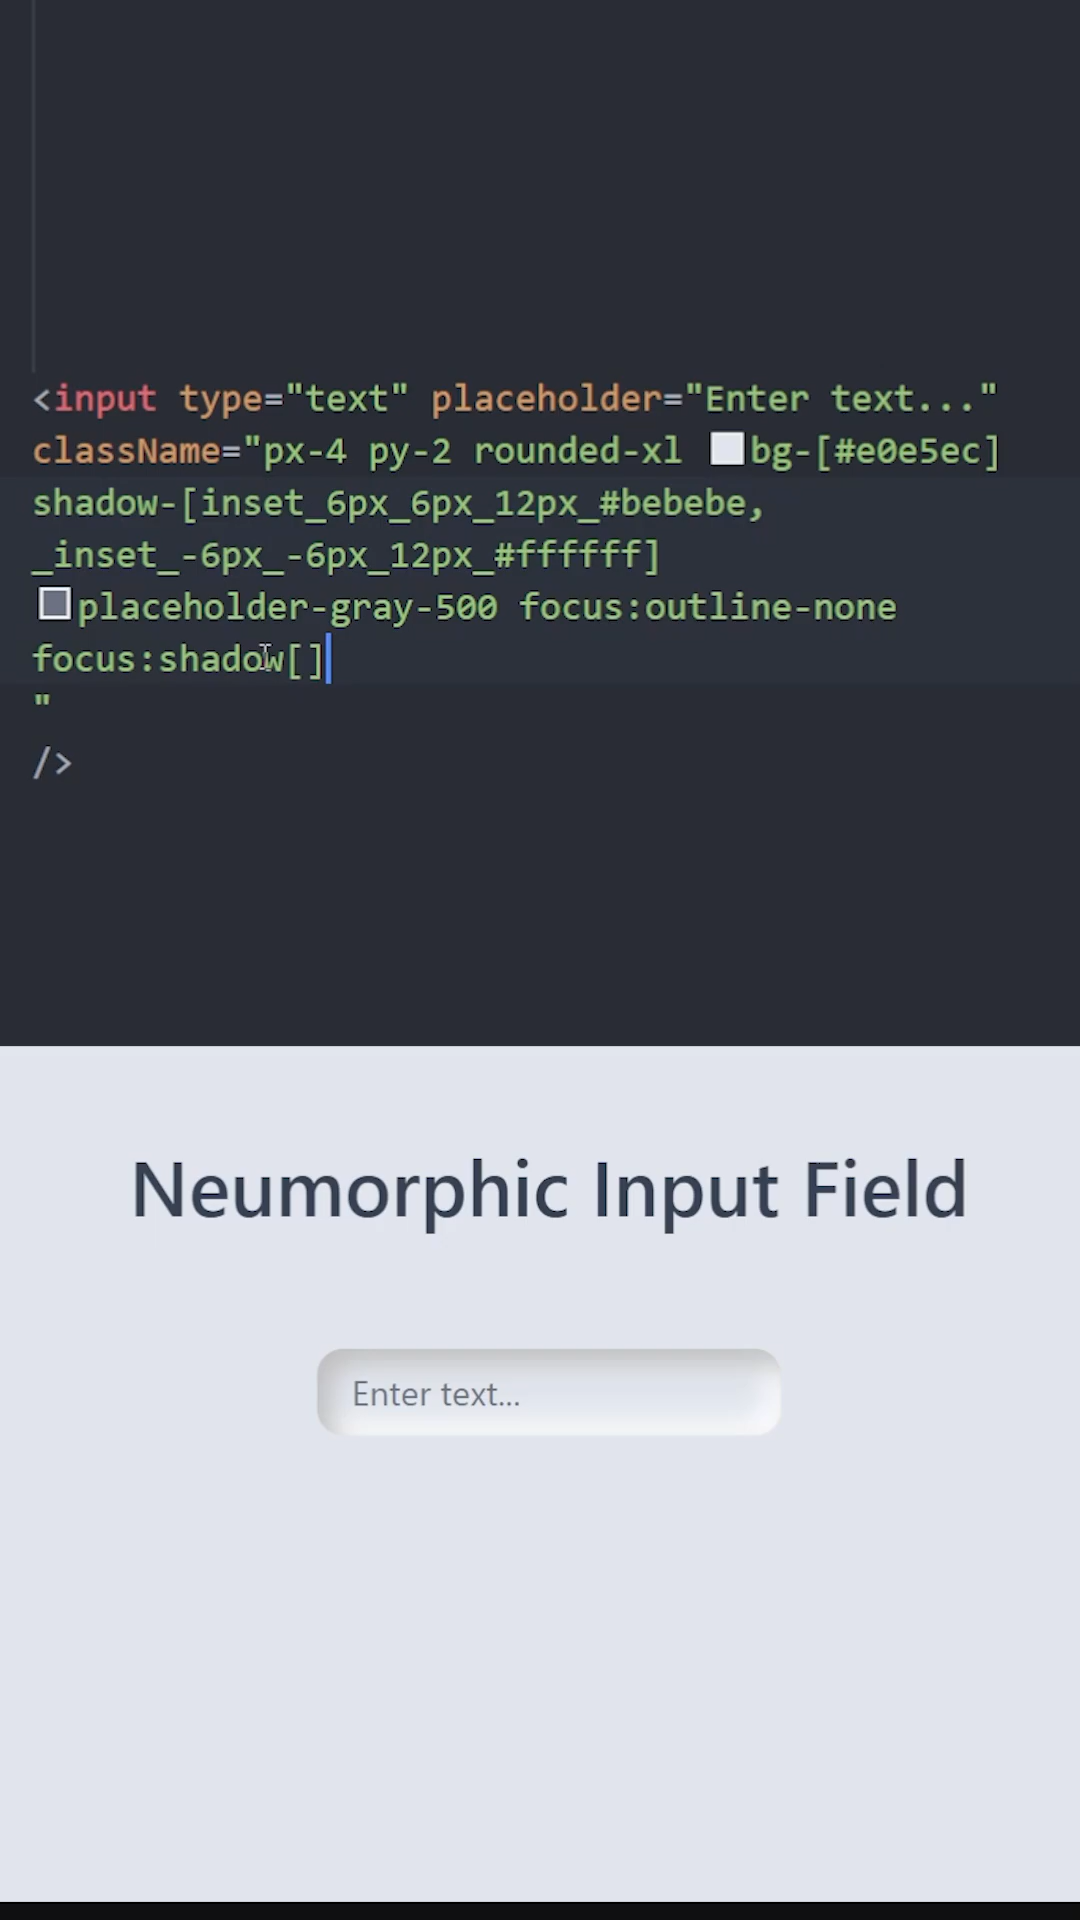 <input type="text" placeholder="Enter text..."
className="px-4 py-2 rounded-xl bg-[#e0e5ec]
shadow-[inset_6px_6px_12px_#bebebe,
_inset_-6px_-6px_12px_#ffffff]
placeholder-gray-500 focus:outline-none
focus:shadow[]
"
/>
Neumorphic Input Field
Enter text...